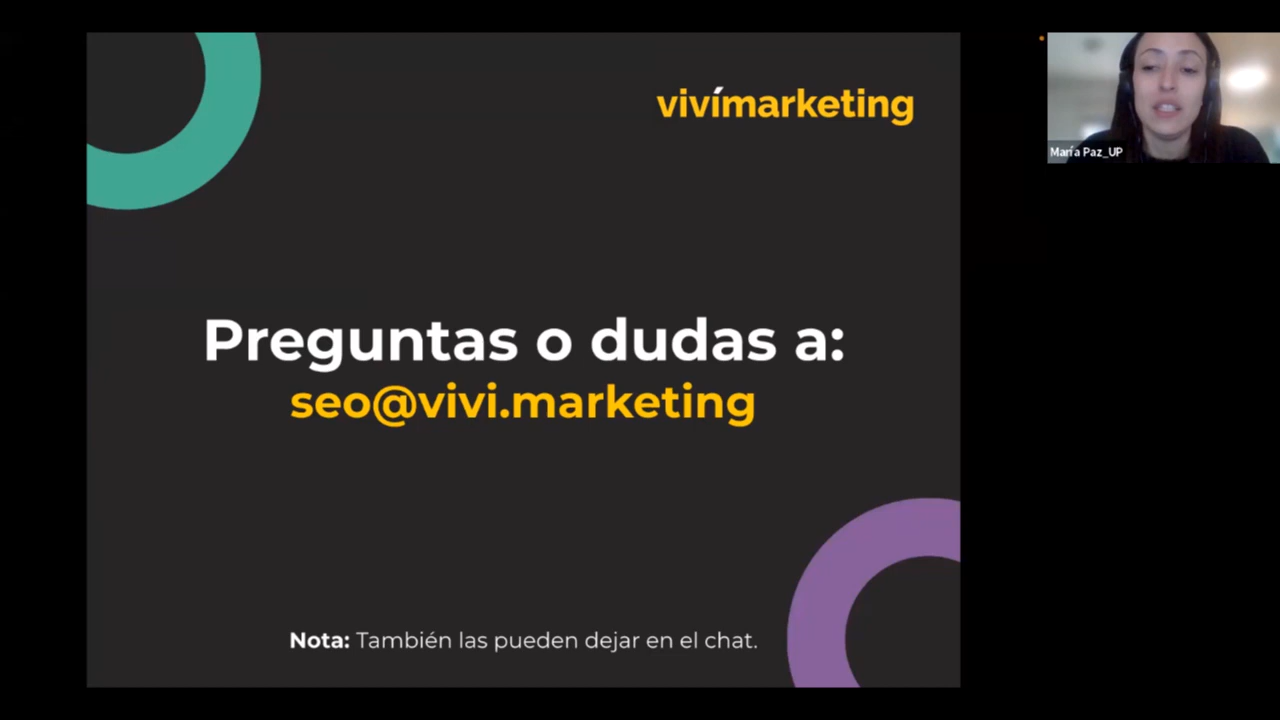 vivímarketing
María Paz_UP
Preguntas o dudas a:
seo@vivi.marketing
Nota: También las pueden dejar en el chat.